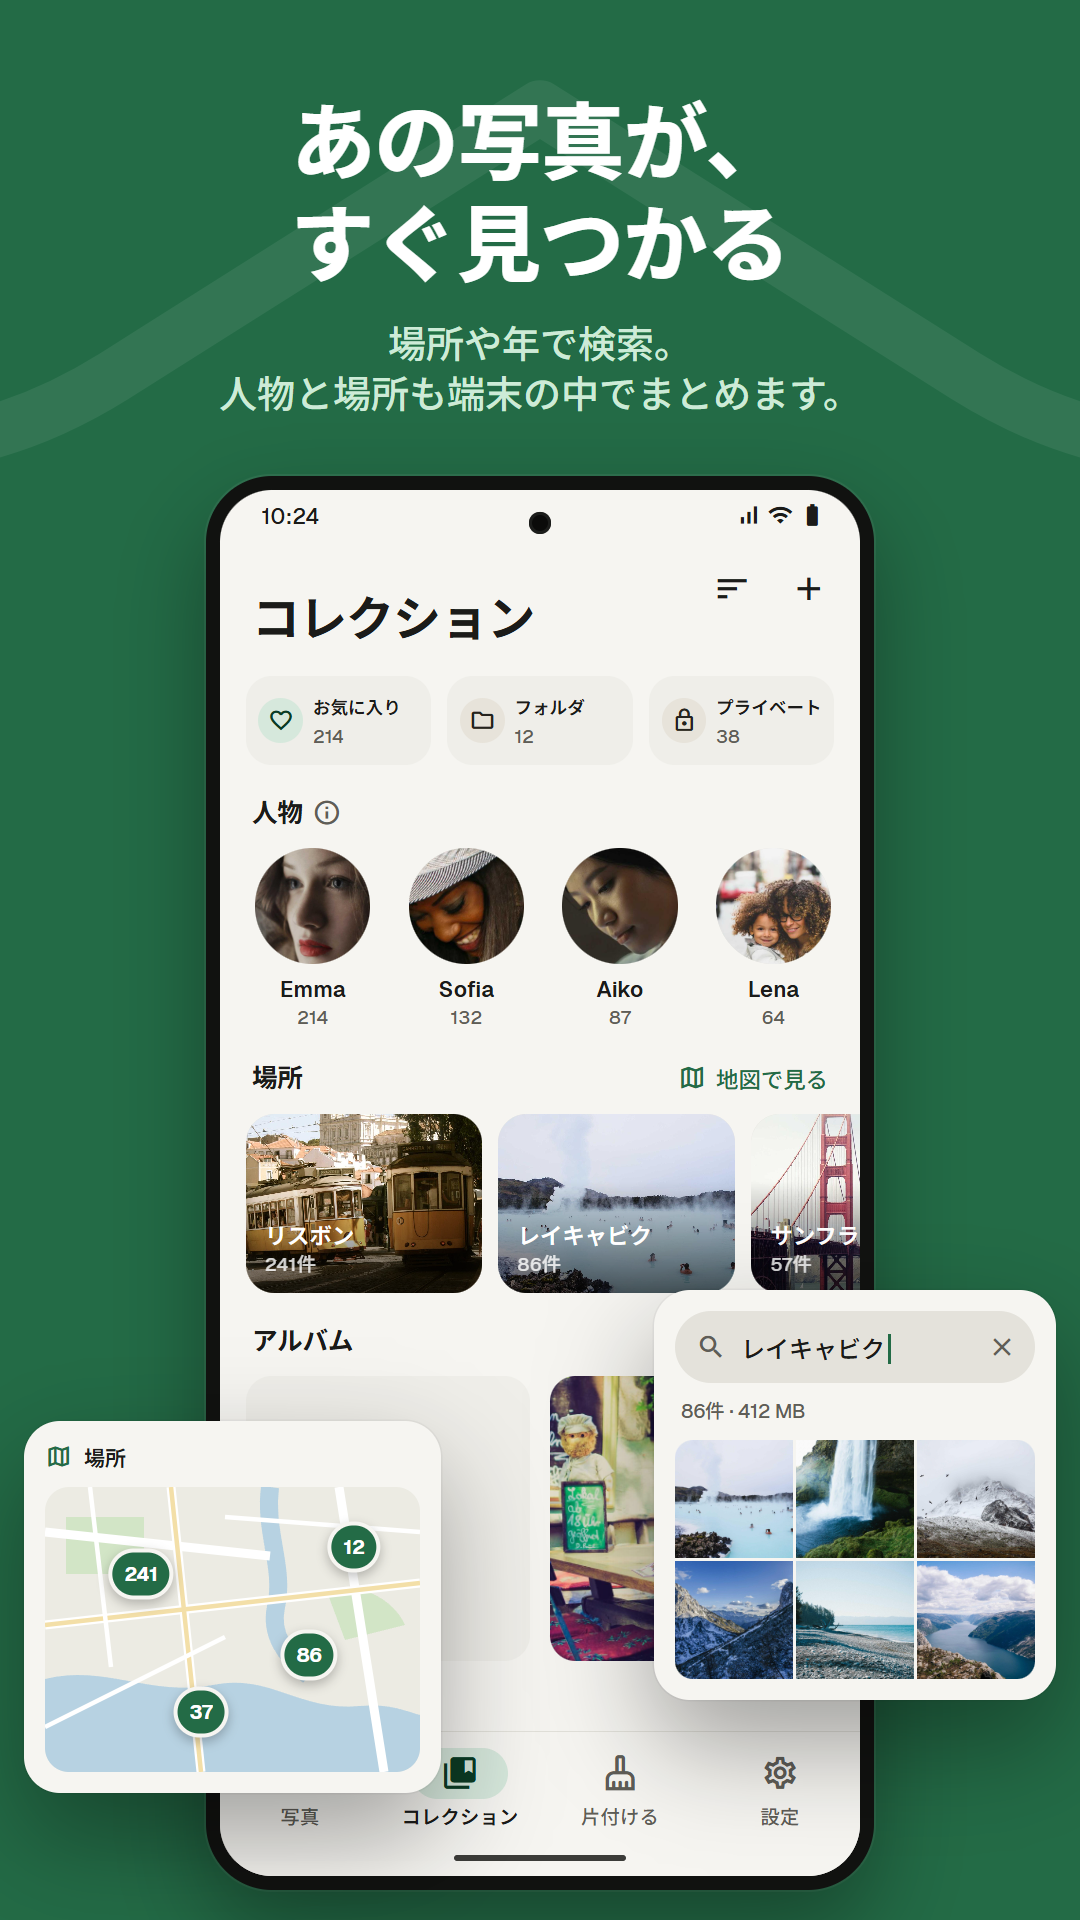 あの写真が、
すぐ見つかる
場所や年で検索。
人物と場所も端末の中でまとめます。
10:24
コレクション
お気に入り
214
フォルダ
12
プライベート
38
人物
Emma
214
Sofia
132
Aiko
87
Lena
64
場所
地図で見る
リスボン
241件
レイキャビク
86件
サンフラ
57件
アルバム
レイキャビク
86件 · 412 MB
場所
241
12
86
37
写真
コレクション
片付ける
設定